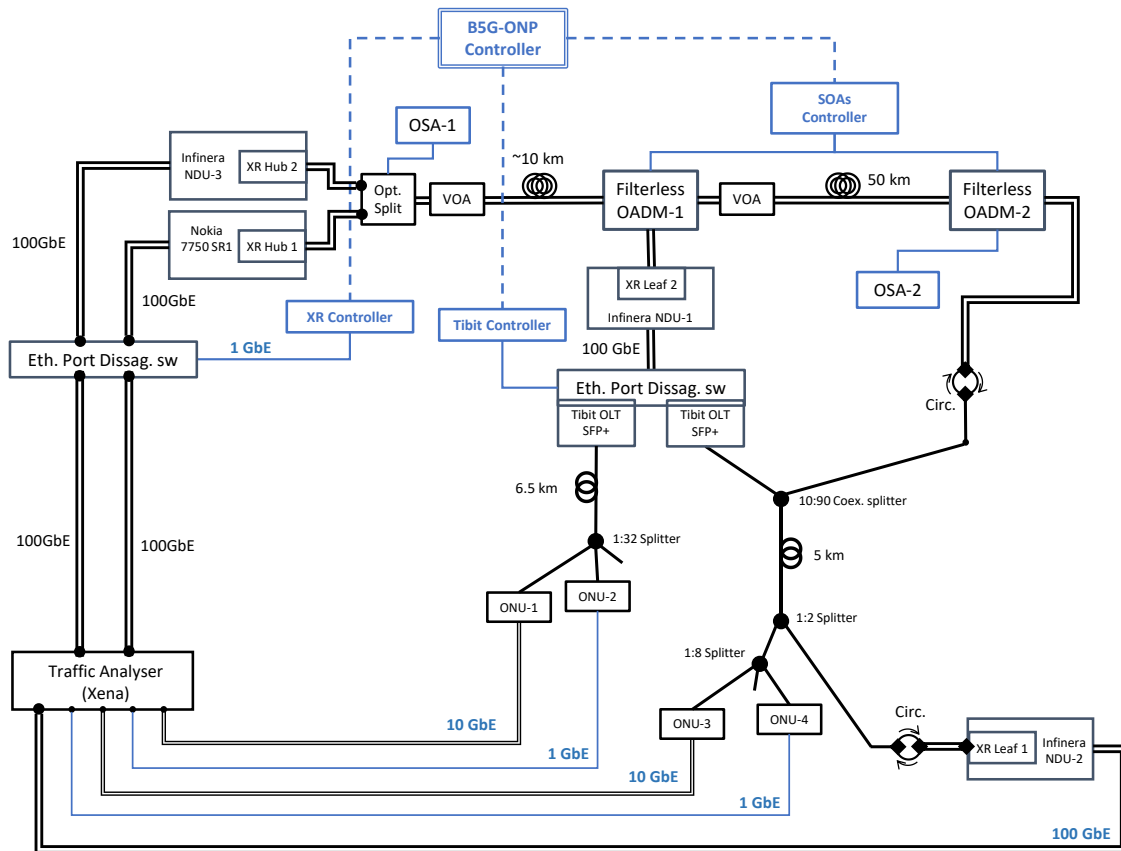 B5G-ONP
Controller
SOAs
Controller
OSA-1
~10 km
50 km
Infinera
NDU-3
XR Hub 2
Opt.
Split
VOA
Filterless
OADM-1
VOA
Filterless
OADM-2
Nokia
7750 SR1
XR Hub 1
100GbE
100GbE
XR Leaf 2
Infinera NDU-1
OSA-2
XR Controller
Tibit Controller
1 GbE
100 GbE
Eth. Port Dissag. sw
Eth. Port Dissag. sw
Tibit OLT
SFP+
Tibit OLT
SFP+
Circ.
6.5 km
10:90 Coex. splitter
100GbE
100GbE
1:32 Splitter
5 km
ONU-1
ONU-2
1:2 Splitter
Traffic Analyser
(Xena)
1:8 Splitter
10 GbE
ONU-3
ONU-4
Circ.
XR Leaf 1
Infinera
NDU-2
1 GbE
10 GbE
1 GbE
100 GbE